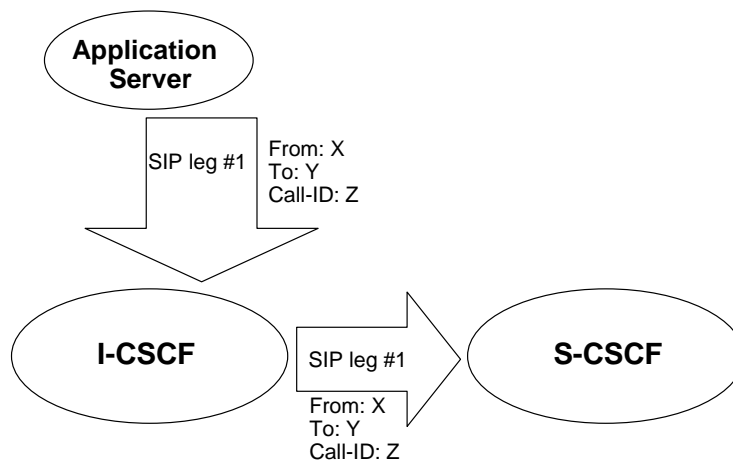 Application
Server
SIP leg #1
From: X
To: Y
Call-ID: Z
I-CSCF
SIP leg #1
S-CSCF
From: X
To: Y
Call-ID: Z